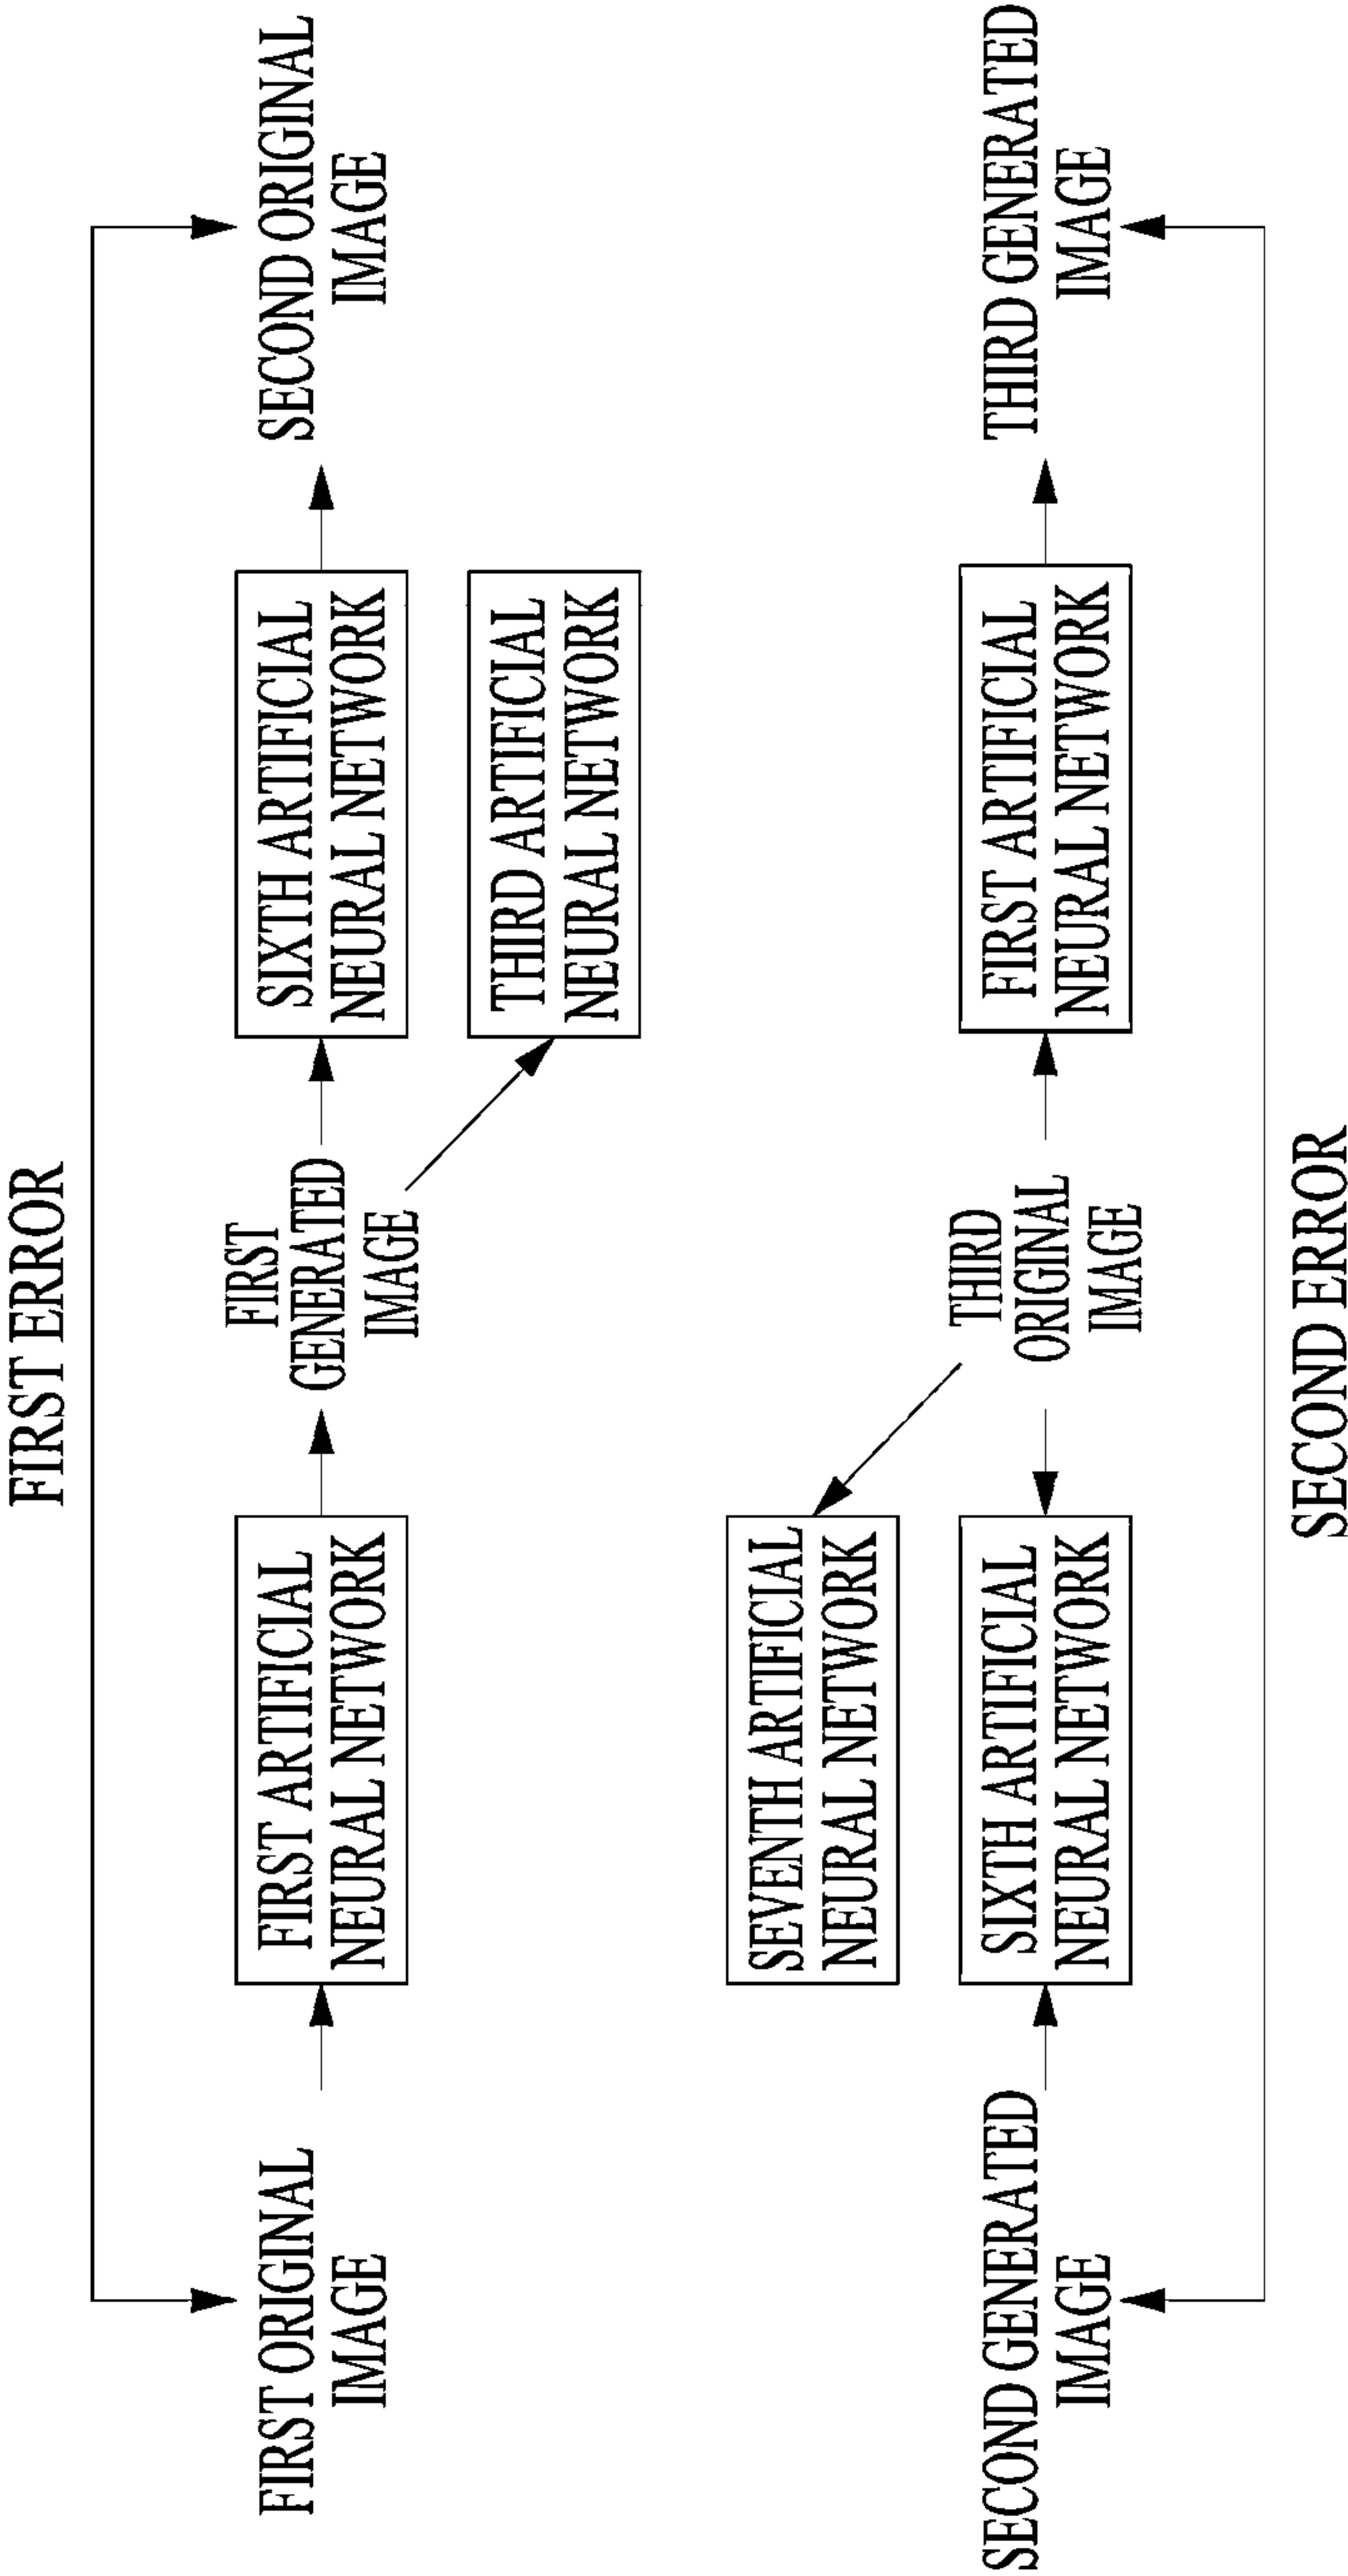 FIRST ERROR
FIRST ORIGINAL
IMAGE
FIRST ARTIFICIAL
NEURAL NETWORK
FIRST
GENERATED
IMAGE
SIXTH ARTIFICIAL
NEURAL NETWORK
SECOND ORIGINAL
IMAGE
THIRD ARTIFICIAL
NEURAL NETWORK
SEVENTH ARTIFICIAL
NEURAL NETWORK
SECOND GENERATED
IMAGE
SIXTH ARTIFICIAL
NEURAL NETWORK
THIRD
ORIGINAL
IMAGE
FIRST ARTIFICIAL
NEURAL NETWORK
THIRD GENERATED
IMAGE
SECOND ERROR